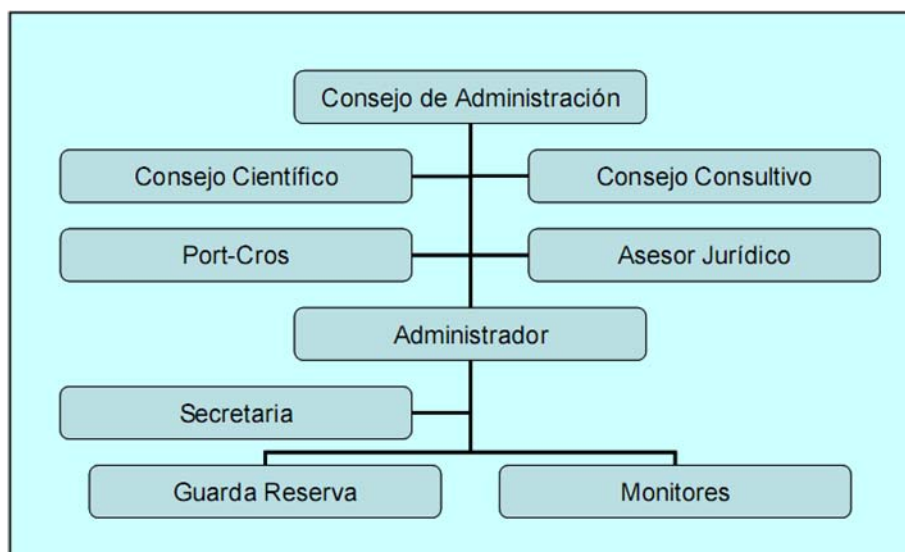 Consejo de Administración
Consejo Científico
Consejo Consultivo
Port-Cros
Asesor Jurídico
Administrador
Secretaria
Guarda Reserva
Monitores